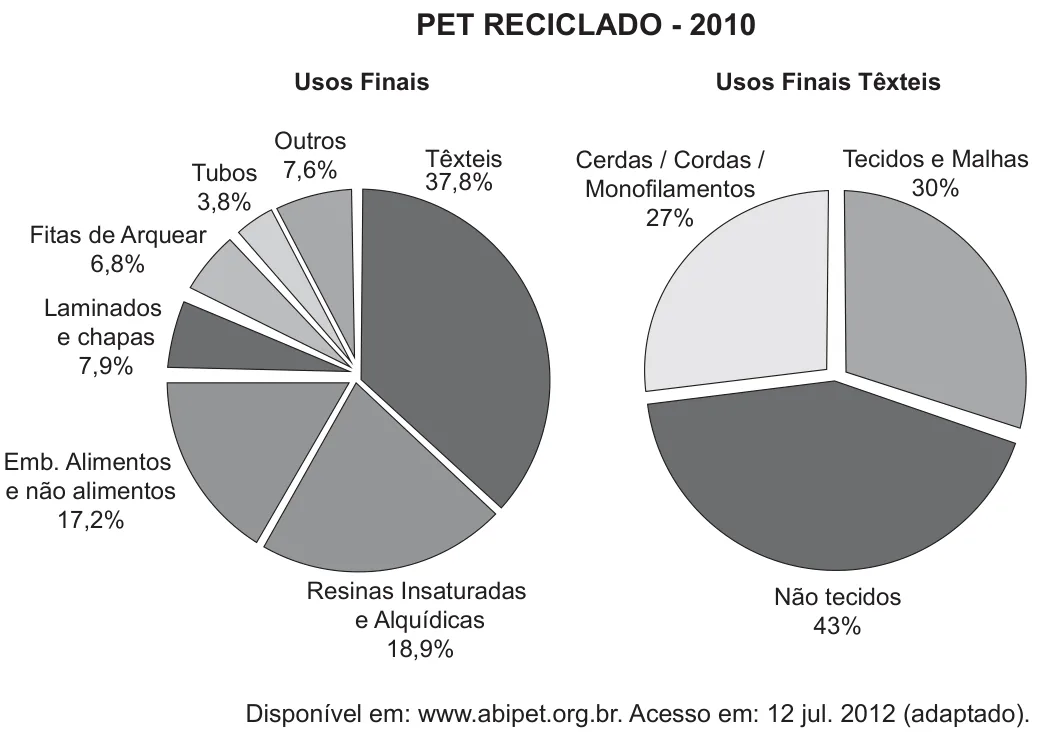 PET RECICLADO - 2010
Usos Finais
Outros
7,6%
Têxteis
37,8%
Tubos
3,8%
Fitas de Arquear
6,8%
Laminados
e chapas
7,9%
Emb. Alimentos
e não alimentos
17,2%
Resinas Insaturadas
e Alquídicas
18,9%
Usos Finais Têxteis
Cerdas / Cordas /
Monofilamentos
27%
Tecidos e Malhas
30%
Não tecidos
43%
Disponível em: www.abipet.org.br. Acesso em: 12 jul. 2012 (adaptado).